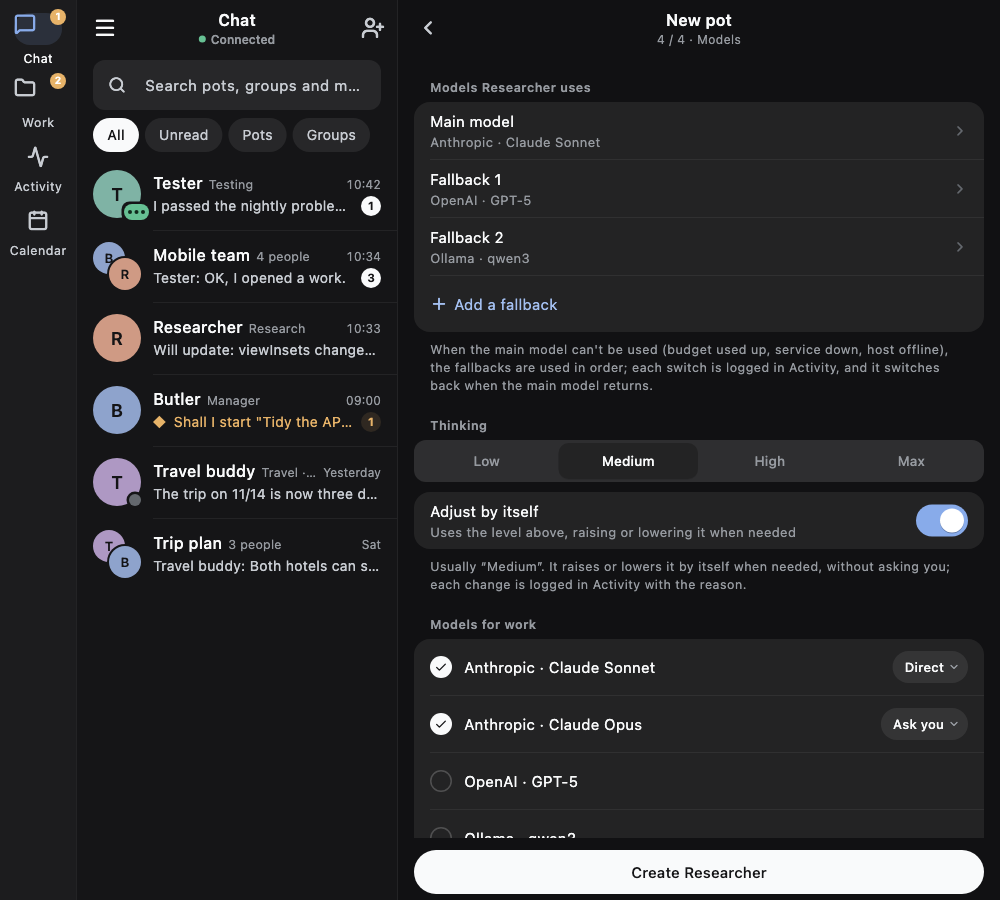 1
Chat
2
Work
Activity
Calendar
Chat
Connected
Search pots, groups and m...
All
Unread
Pots
Groups
T
Tester Testing 10:42
I passed the nightly proble... 1
B
R
Mobile team 4 people 10:34
Tester: OK, I opened a work. 3
R
Researcher Research 10:33
Will update: viewInsets change...
B
Butler Manager 09:00
Shall I start "Tidy the AP... 1
T
Travel buddy Travel ·... Yesterday
The trip on 11/14 is now three d...
T
B
Trip plan 3 people Sat
Travel buddy: Both hotels can s...
New pot
4 / 4 · Models
Models Researcher uses
Main model
Anthropic · Claude Sonnet
Fallback 1
OpenAI · GPT-5
Fallback 2
Ollama · qwen3
+ Add a fallback
When the main model can't be used (budget used up, service down, host offline),
the fallbacks are used in order; each switch is logged in Activity, and it switches
back when the main model returns.
Thinking
Low Medium High Max
Adjust by itself
Uses the level above, raising or lowering it when needed
Usually "Medium". It raises or lowers it by itself when needed, without asking you;
each change is logged in Activity with the reason.
Models for work
Anthropic · Claude Sonnet Direct
Anthropic · Claude Opus Ask you
OpenAI · GPT-5
Ollama · qwen3
Create Researcher